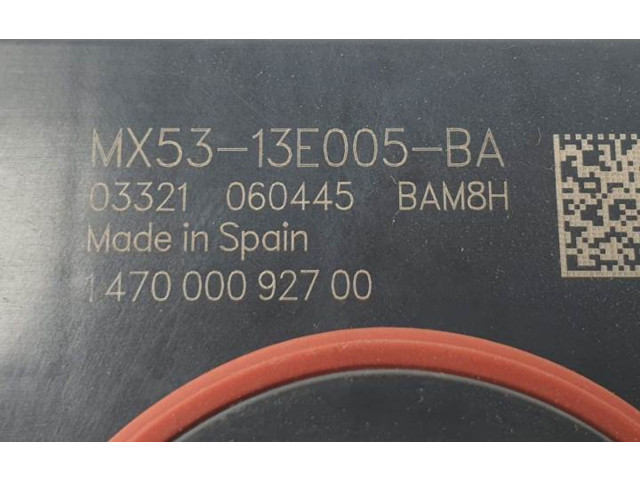 MX53-13E005-BA
03321 060445 BAM8H
Made in Spain
1 470 000 927 00